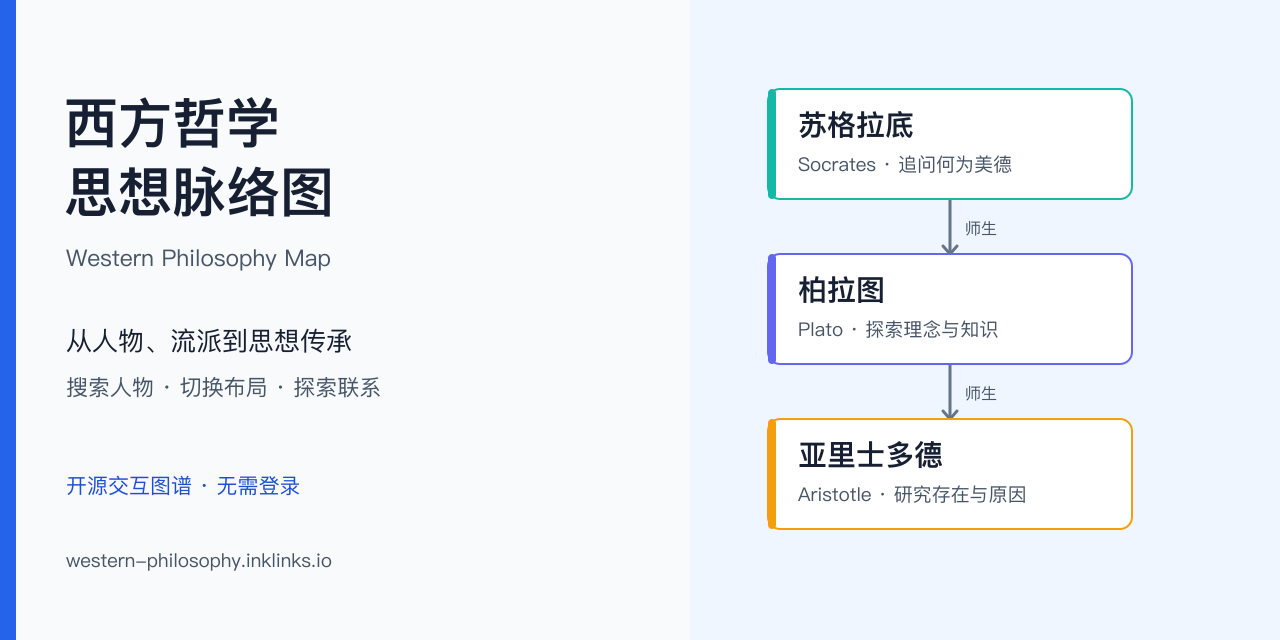 西方哲学
思想脉络图
Western Philosophy Map
从人物、流派到思想传承
搜索人物 · 切换布局 · 探索联系
开源交互图谱 · 无需登录
western-philosophy.inklinks.io
苏格拉底
Socrates · 追问何为美德
师生
柏拉图
Plato · 探索理念与知识
师生
亚里士多德
Aristotle · 研究存在与原因